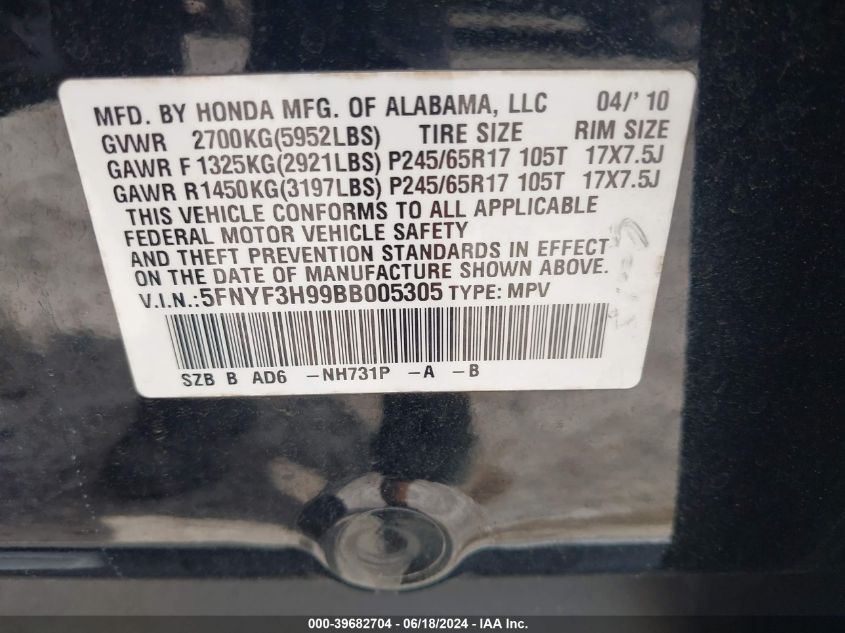 MFD. BY HONDA MFG. OF ALABAMA, LLC 04/' 10
GVWR 2700KG(5952LBS) TIRE SIZE RIM SIZE
GAWR F 1325KG(2921LBS) P245/65R17 105T 17X7.5J
GAWR R 1450KG(3197LBS) P245/65R17 105T 17X7.5J
THIS VEHICLE CONFORMS TO ALL APPLICABLE
FEDERAL MOTOR VEHICLE SAFETY
AND THEFT PREVENTION STANDARDS IN EFFECT
ON THE DATE OF MANUFACTURE SHOWN ABOVE.
V.I.N.:5FNYF3H99BB005305 TYPE: MPV
SZB B AD6 -NH731P -A -B
000-39682704 - 06/18/2024 - IAA Inc.